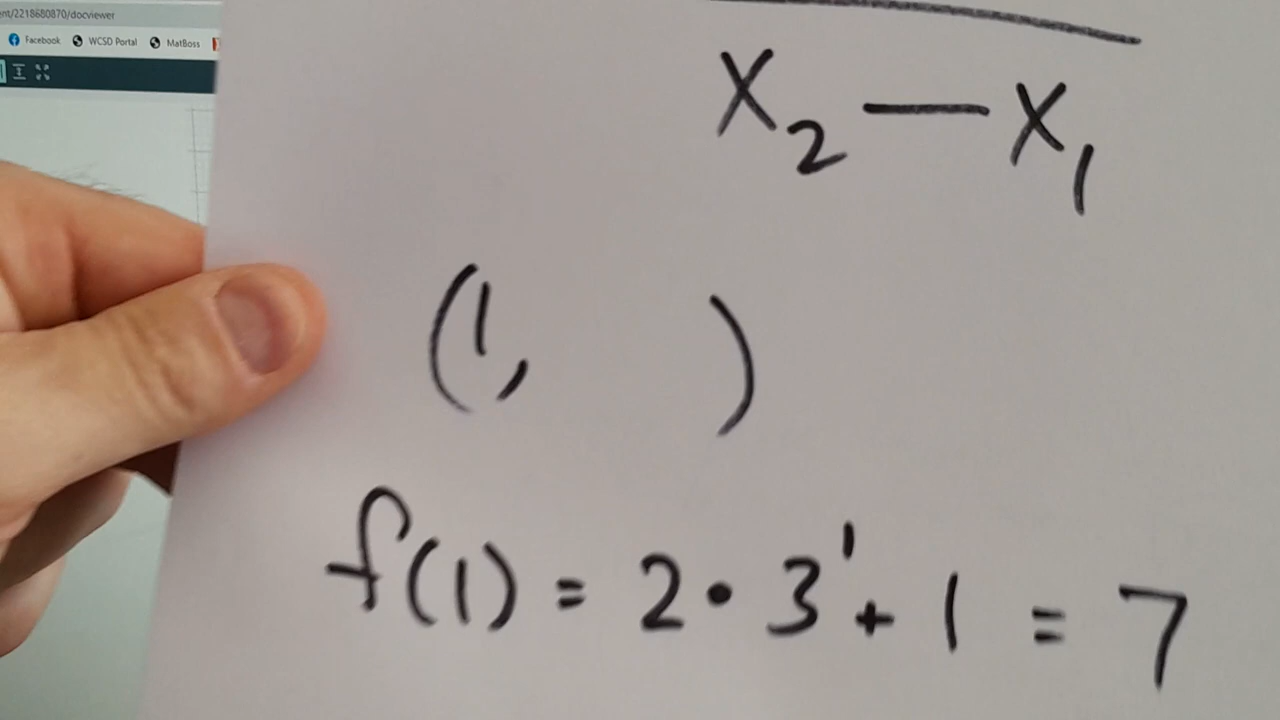 ent/2218680870/docviewer
Facebook WCSD Portal MatBoss
X₂ — X₁
(1, )
f(1) = 2 • 3¹ + 1 = 7